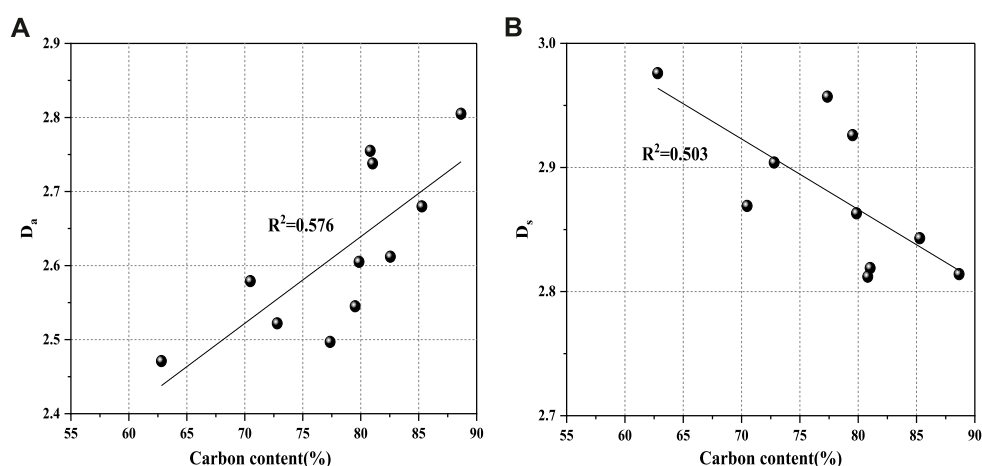 A
2.9
2.8
2.7
2.6
2.5
2.4
D_a
R²=0.576
55 60 65 70 75 80 85 90
Carbon content(%)
B
3.0
2.9
2.8
2.7
D_s
R²=0.503
55 60 65 70 75 80 85 90
Carbon content(%)